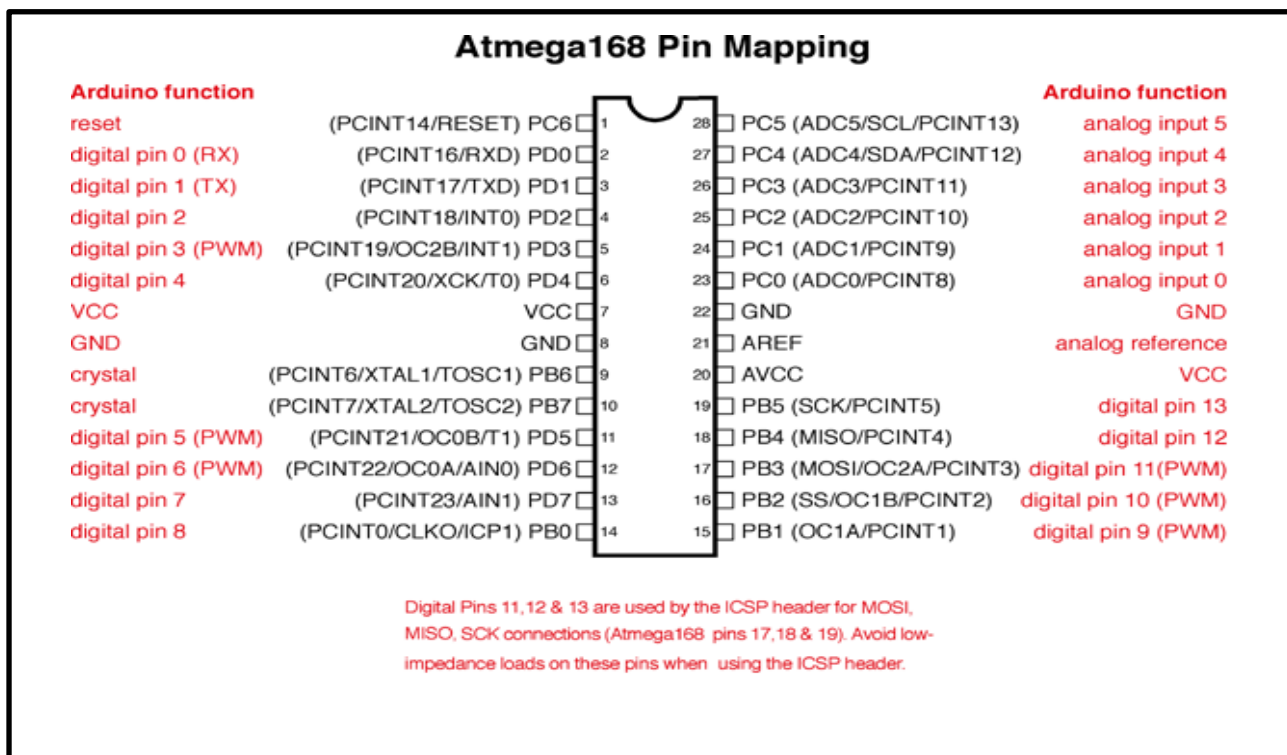 Atmega168 Pin Mapping
Arduino function Arduino function
reset (PCINT14/RESET) PC6 1 28 PC5 (ADC5/SCL/PCINT13) analog input 5
digital pin 0 (RX) (PCINT16/RXD) PD0 2 27 PC4 (ADC4/SDA/PCINT12) analog input 4
digital pin 1 (TX) (PCINT17/TXD) PD1 3 26 PC3 (ADC3/PCINT11) analog input 3
digital pin 2 (PCINT18/INT0) PD2 4 25 PC2 (ADC2/PCINT10) analog input 2
digital pin 3 (PWM) (PCINT19/OC2B/INT1) PD3 5 24 PC1 (ADC1/PCINT9) analog input 1
digital pin 4 (PCINT20/XCK/T0) PD4 6 23 PC0 (ADC0/PCINT8) analog input 0
VCC VCC 7 22 GND GND
GND GND 8 21 AREF analog reference
crystal (PCINT6/XTAL1/TOSC1) PB6 9 20 AVCC VCC
crystal (PCINT7/XTAL2/TOSC2) PB7 10 19 PB5 (SCK/PCINT5) digital pin 13
digital pin 5 (PWM) (PCINT21/OC0B/T1) PD5 11 18 PB4 (MISO/PCINT4) digital pin 12
digital pin 6 (PWM) (PCINT22/OC0A/AIN0) PD6 12 17 PB3 (MOSI/OC2A/PCINT3) digital pin 11(PWM)
digital pin 7 (PCINT23/AIN1) PD7 13 16 PB2 (SS/OC1B/PCINT2) digital pin 10 (PWM)
digital pin 8 (PCINT0/CLKO/ICP1) PB0 14 15 PB1 (OC1A/PCINT1) digital pin 9 (PWM)
Digital Pins 11,12 & 13 are used by the ICSP header for MOSI,
MISO, SCK connections (Atmega168 pins 17,18 & 19). Avoid low-
impedance loads on these pins when using the ICSP header.